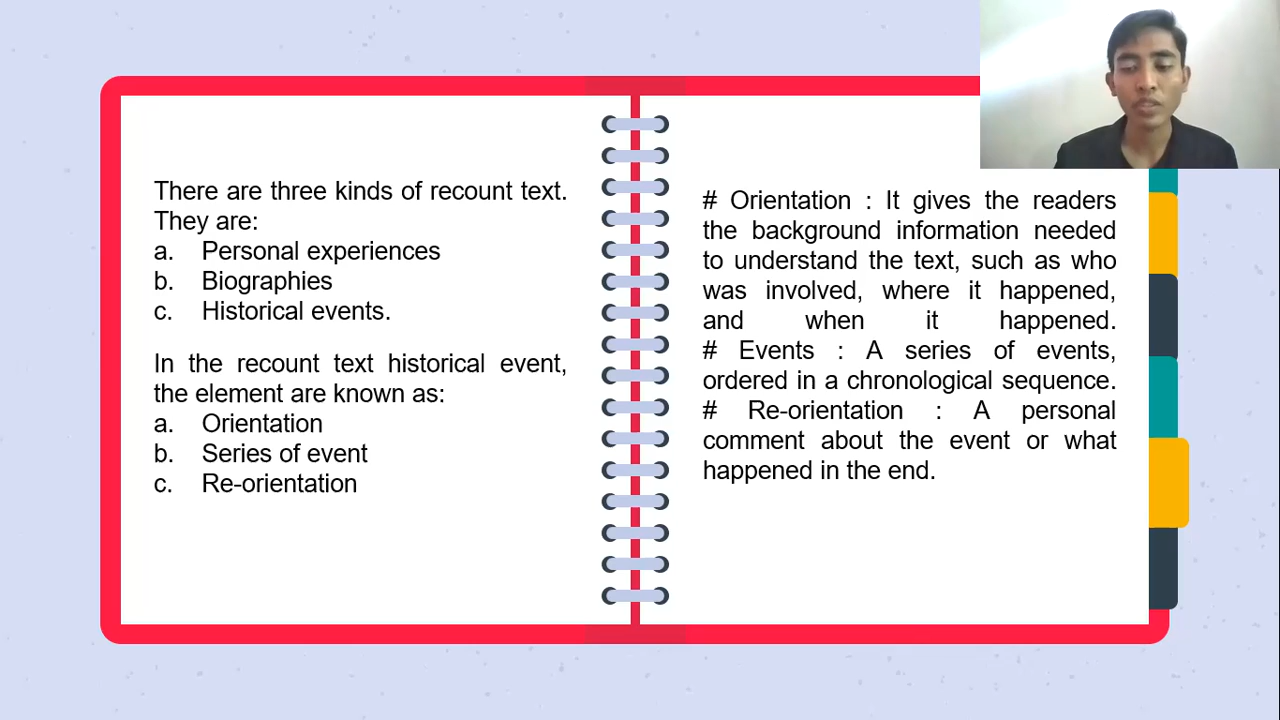 There are three kinds of recount text.
They are:
a. Personal experiences
b. Biographies
c. Historical events.
In the recount text historical event,
the element are known as:
a. Orientation
b. Series of event
c. Re-orientation
# Orientation : It gives the readers
the background information needed
to understand the text, such as who
was involved, where it happened,
and when it happened.
# Events : A series of events,
ordered in a chronological sequence.
# Re-orientation : A personal
comment about the event or what
happened in the end.